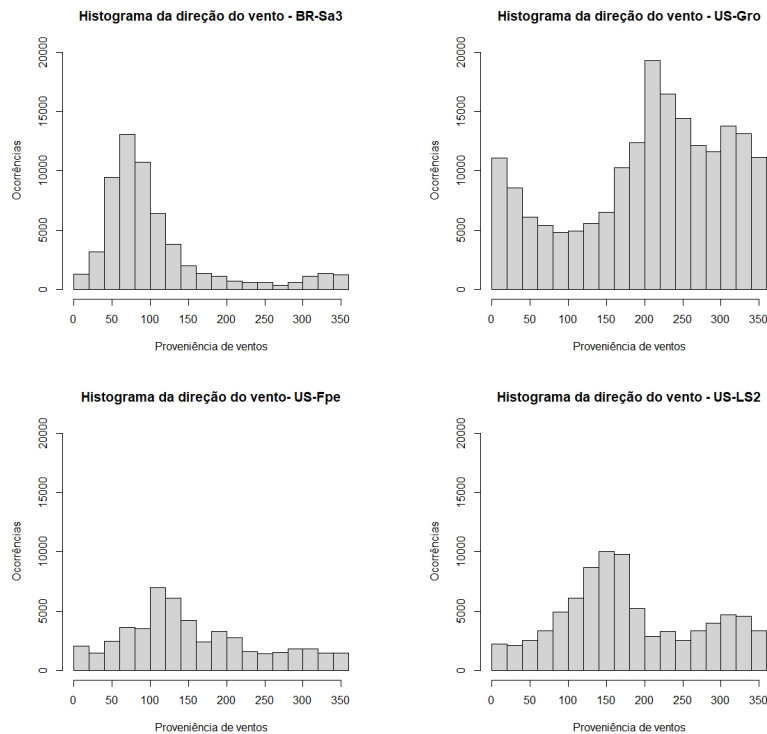 Histograma da direção do vento - BR-Sa3
Ocorrências
0
5000
10000
15000
20000
0 50 100 150 200 250 300 350
Proveniência de ventos
Histograma da direção do vento - US-Gro
Ocorrências
0
5000
10000
15000
20000
0 50 100 150 200 250 300 350
Proveniência de ventos
Histograma da direção do vento- US-Fpe
Ocorrências
0
5000
10000
15000
20000
0 50 100 150 200 250 300 350
Proveniência de ventos
Histograma da direção do vento - US-LS2
Ocorrências
0
5000
10000
15000
20000
0 50 100 150 200 250 300 350
Proveniência de ventos